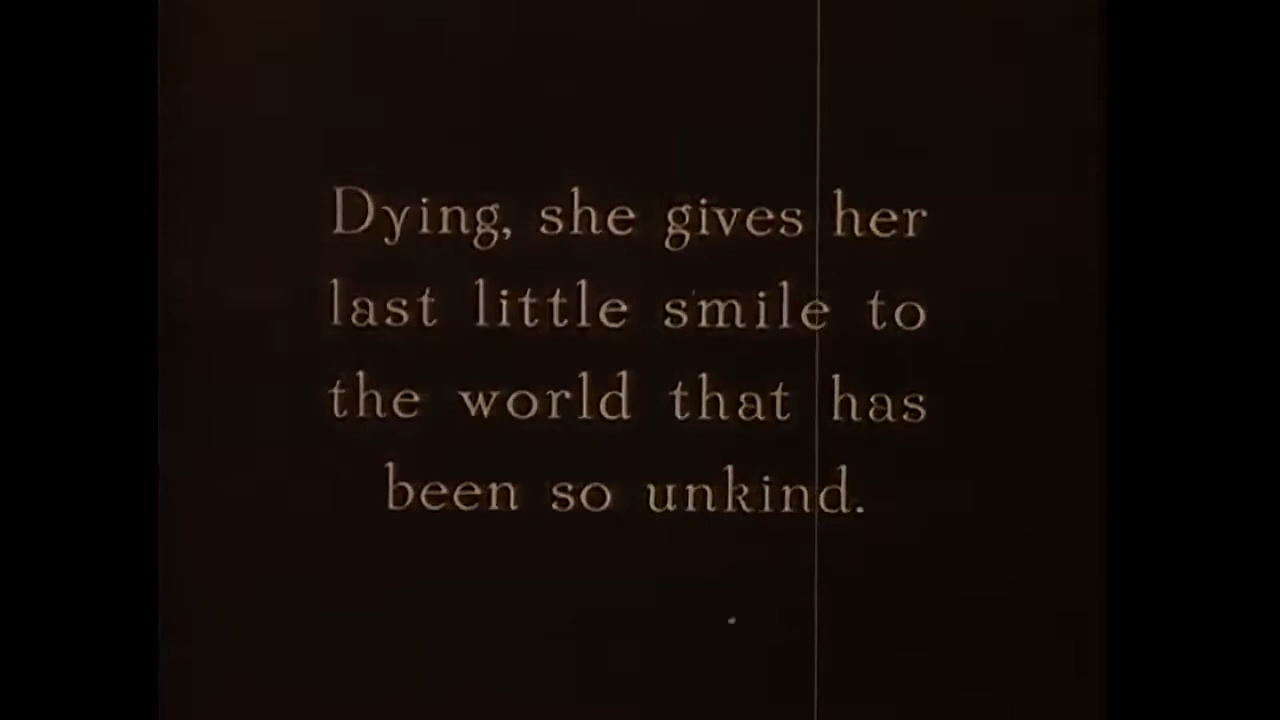 Dying, she gives her
last little smile to
the world that has
been so unkind.